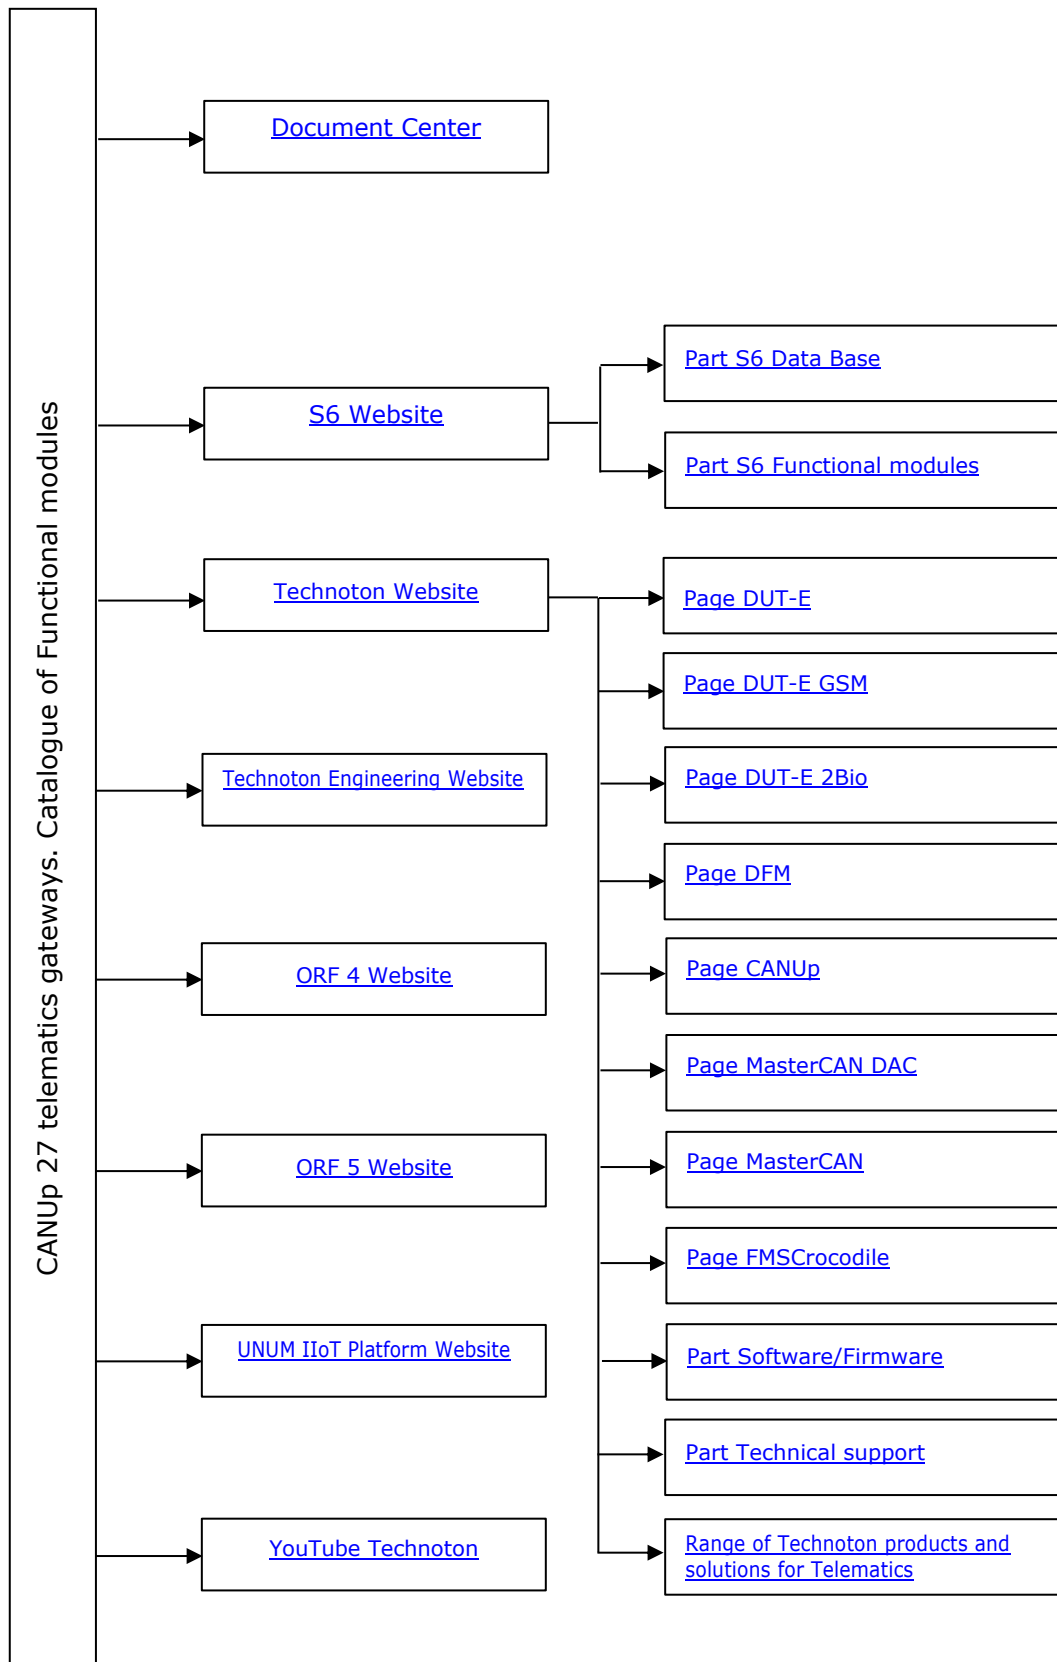 CANUp 27 telematics gateways. Catalogue of Functional modules
Document Center
S6 Website
Part S6 Data Base
Part S6 Functional modules
Technoton Website
Page DUT-E
Page DUT-E GSM
Page DUT-E 2Bio
Page DFM
Page CANUp
Page MasterCAN DAC
Page MasterCAN
Page FMSCrocodile
Part Software/Firmware
Part Technical support
Range of Technoton products and
solutions for Telematics
Technoton Engineering Website
ORF 4 Website
ORF 5 Website
UNUM IIoT Platform Website
YouTube Technoton